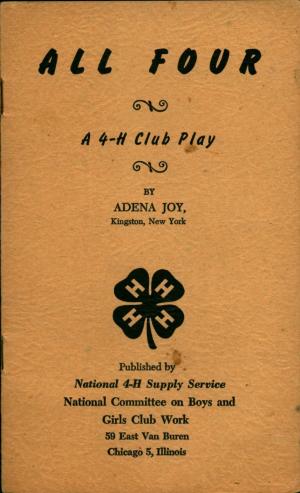 ALL FOUR
A 4-H Club Play
BY
ADENA JOY,
Kingston, New York
H H
H H
Published by
National 4-H Supply Service
National Committee on Boys and
Girls Club Work
59 East Van Buren
Chicago 5, Illinois